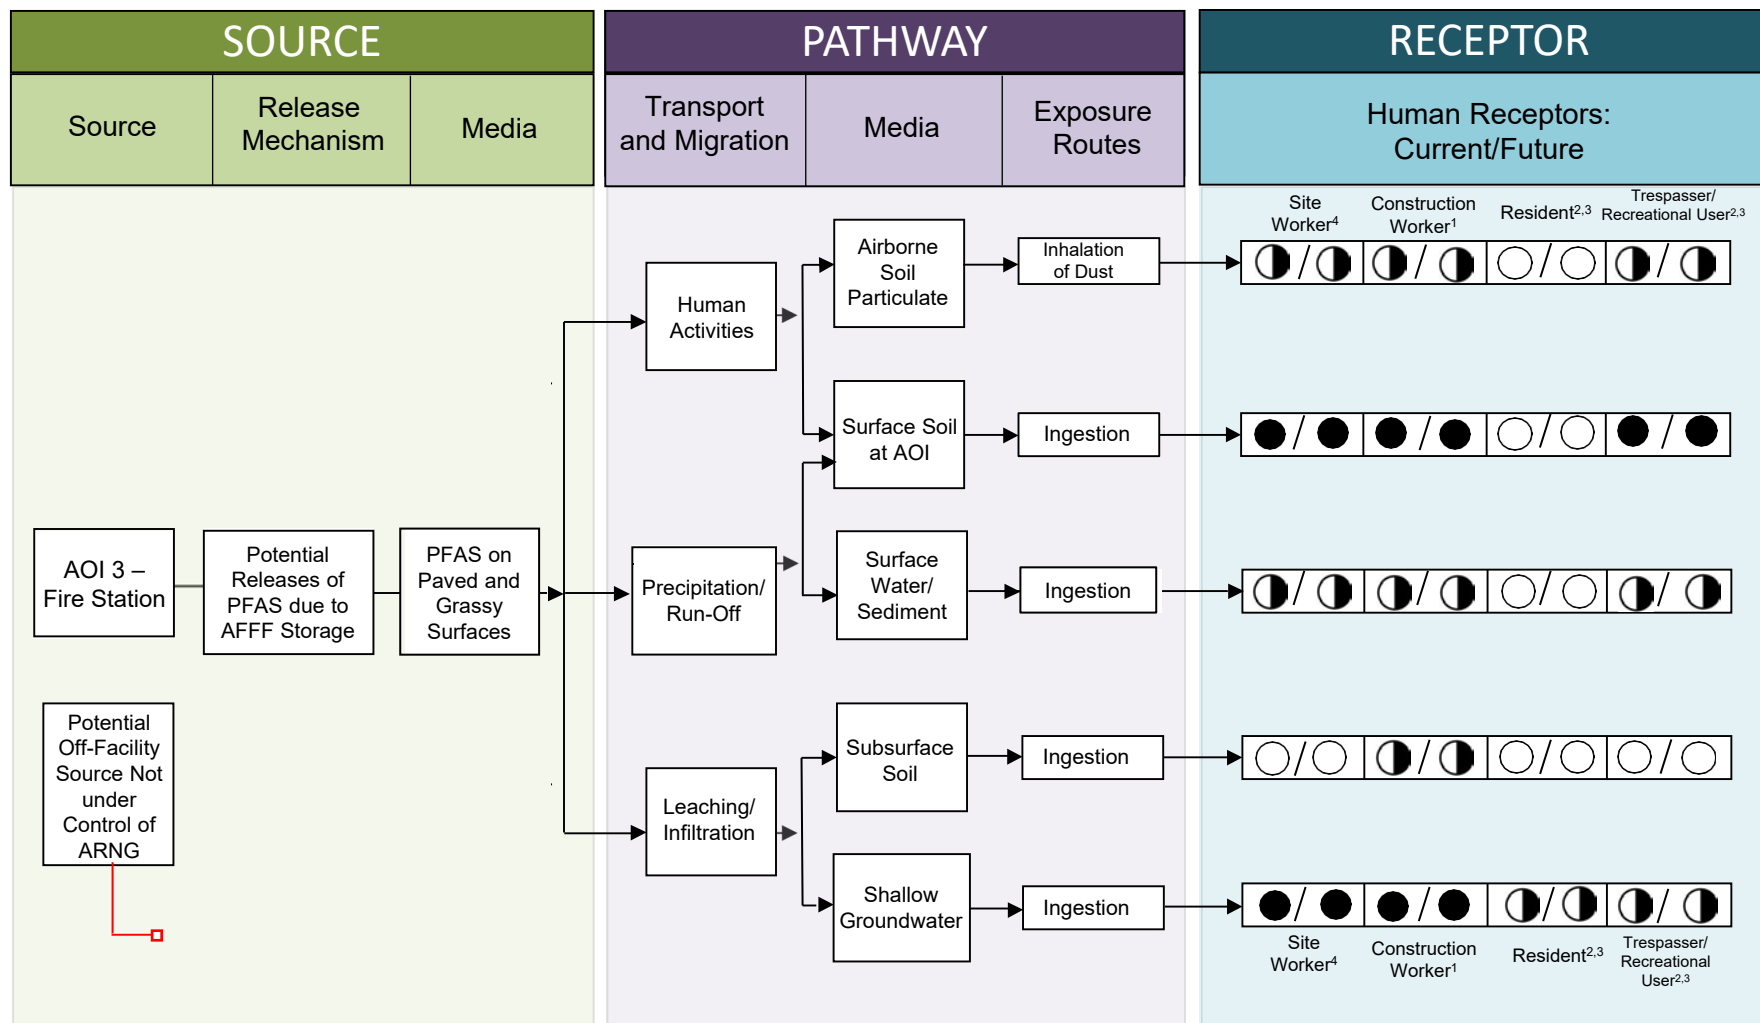 SOURCE
PATHWAY
RECEPTOR
Source
Release
Mechanism
Media
Transport
and Migration
Media
Exposure
Routes
Human Receptors:
Current/Future
Site
Worker4
Construction
Worker1
Resident2,3
Trespasser/
Recreational User2,3
Airborne
Soil
Particulate
Inhalation
of Dust
/ / / /
Human
Activities
Surface Soil
at AOI
Ingestion
/ / / /
AOI 3 –
Fire Station
Potential
Releases of
PFAS due to
AFFF Storage
PFAS on
Paved and
Grassy
Surfaces
Precipitation/
Run-Off
Surface
Water/
Sediment
Ingestion
/ / / /
Potential
Off-Facility
Source Not
under
Control of
ARNG
Leaching/
Infiltration
Subsurface
Soil
Ingestion
/ / / /
Shallow
Groundwater
Ingestion
/ / / /
Site
Worker4
Construction
Worker1
Resident2,3
Trespasser/
Recreational
User2,3